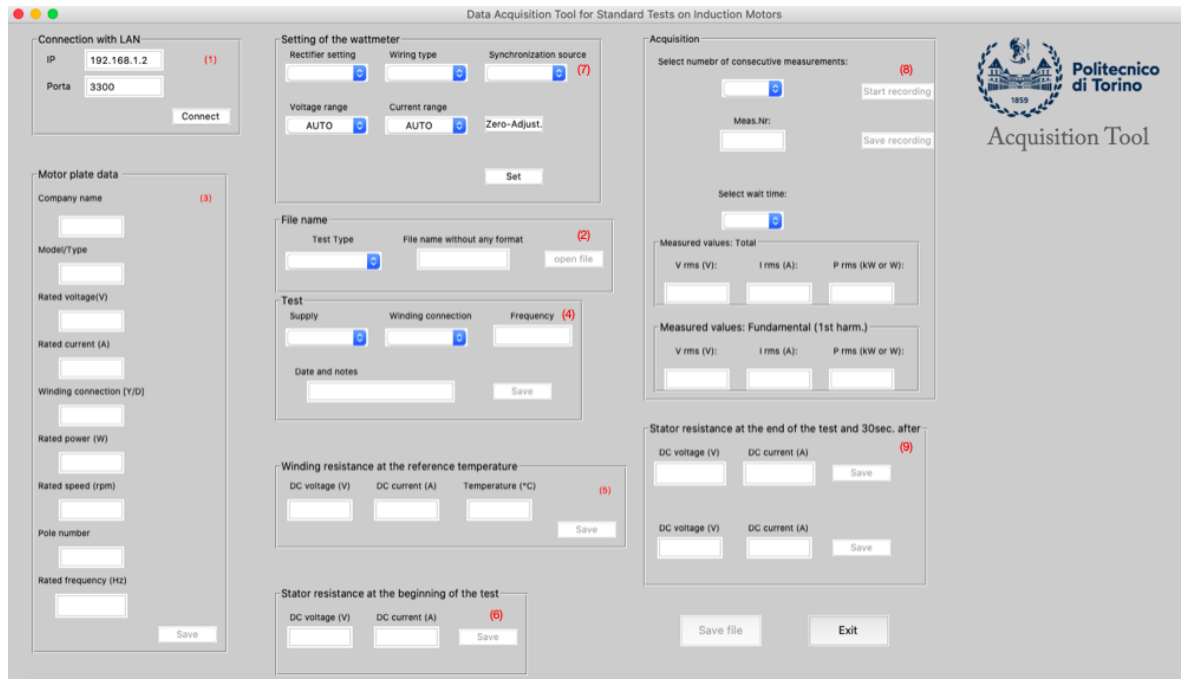 Data Acquisition Tool for Standard Tests on Induction Motors
Connection with LAN
IP 192.168.1.2 (1)
Porta 3300
Connect
Motor plate data
Company name (3)
Model/Type
Rated voltage(V)
Rated current (A)
Winding connection [Y/D]
Rated power (W)
Rated speed (rpm)
Pole number
Rated frequency (Hz)
Save
Setting of the wattmeter
Rectifier setting Wiring type Synchronization source
(7)
Voltage range Current range
AUTO AUTO Zero-Adjust.
Set
File name
Test Type File name without any format (2)
open file
Test
Supply Winding connection Frequency (4)
Date and notes
Save
Winding resistance at the reference temperature
DC voltage (V) DC current (A) Temperature (°C) (5)
Save
Stator resistance at the beginning of the test
DC voltage (V) DC current (A) (6)
Save
Acquisition
Select numebr of consecutive measurements: (8)
Start recording
Meas.Nr:
Save recording
Select wait time:
Measured values: Total
V rms (V): I rms (A): P rms (kW or W):
Measured values: Fundamental (1st harm.)
V rms (V): I rms (A): P rms (kW or W):
Stator resistance at the end of the test and 30sec. after
DC voltage (V) DC current (A) (9)
Save
DC voltage (V) DC current (A)
Save
Save file Exit
1859
Politecnico
di Torino
Acquisition Tool